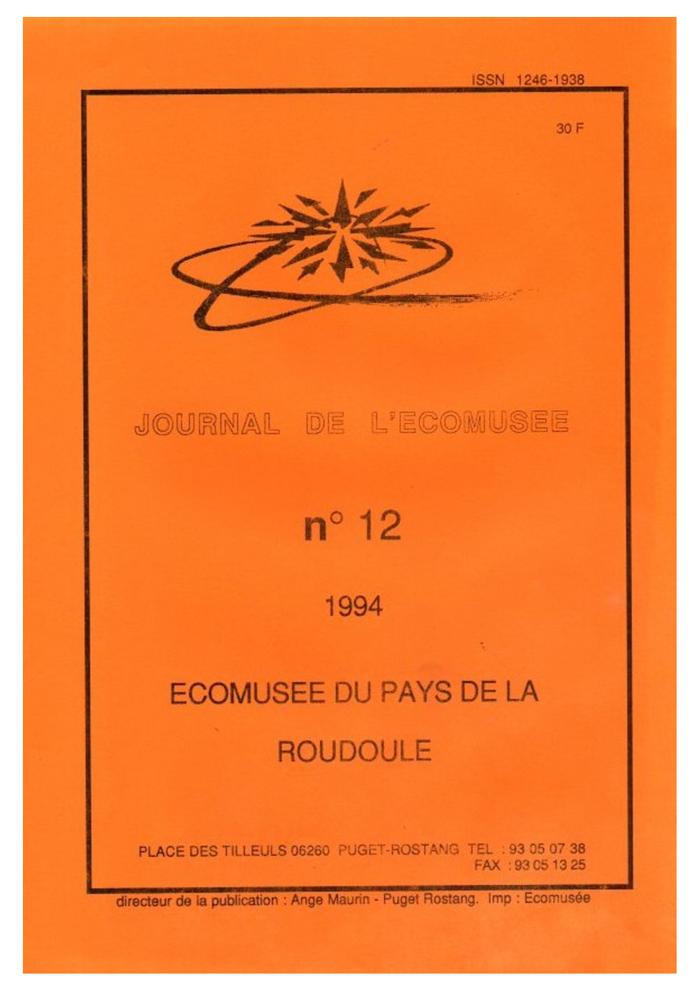 ISSN 1246-1938
30 F
JOURNAL DE L'ECOMUSEE
n° 12
1994
ECOMUSEE DU PAYS DE LA
ROUDOULE
PLACE DES TILLEULS 06260 PUGET-ROSTANG TEL : 93 05 07 38
FAX : 93 05 13 25
directeur de la publication : Ange Maurin - Puget Rostang. Imp : Ecomusée